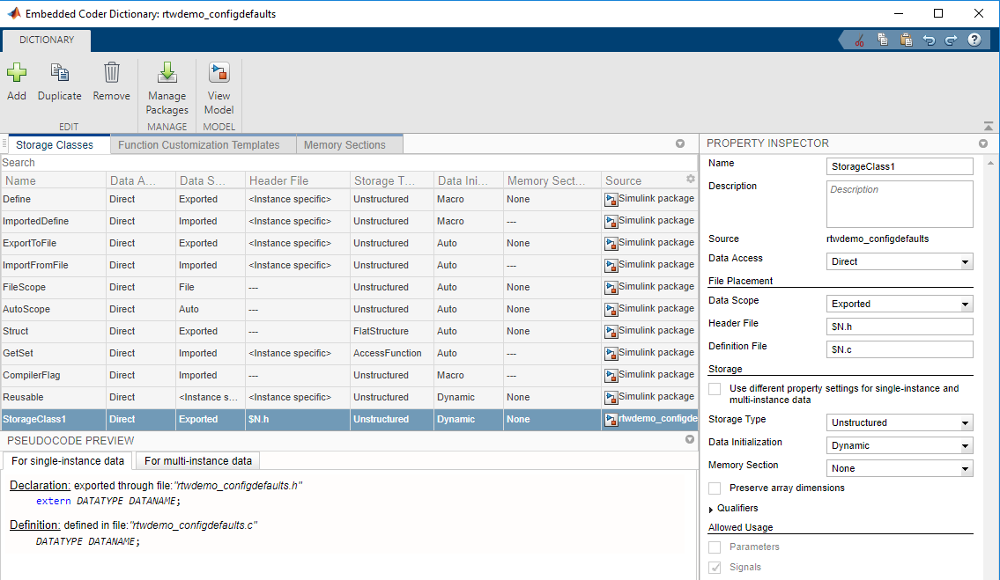 Embedded Coder Dictionary: rtwdemo_configdefaults
DICTIONARY
Add
Duplicate
Remove
Manage Packages
View Model
EDIT
MANAGE
MODEL
Storage Classes
Function Customization Templates
Memory Sections
Search
Name Data A... Data S... Header File Storage T... Data Ini... Memory Sect... Source
Define Direct Exported <Instance specific> Unstructured Macro None Simulink package
ImportedDefine Direct Imported <Instance specific> Unstructured Macro --- Simulink package
ExportToFile Direct Exported <Instance specific> Unstructured Auto None Simulink package
ImportFromFile Direct Imported <Instance specific> Unstructured Auto --- Simulink package
FileScope Direct File --- Unstructured Auto None Simulink package
AutoScope Direct Auto --- Unstructured Auto None Simulink package
Struct Direct Exported --- FlatStructure Auto None Simulink package
GetSet Direct Imported <Instance specific> AccessFunction Auto --- Simulink package
CompilerFlag Direct Imported --- Unstructured Macro --- Simulink package
Reusable Direct <Instance s... <Instance specific> Unstructured Dynamic None Simulink package
StorageClass1 Direct Exported $N.h Unstructured Dynamic None rtwdemo_configde
PSEUDOCODE PREVIEW
For single-instance data
For multi-instance data
Declaration: exported through file:"rtwdemo_configdefaults.h"
extern DATATYPE DATANAME;
Definition: defined in file:"rtwdemo_configdefaults.c"
DATATYPE DATANAME;
PROPERTY INSPECTOR
Name StorageClass1
Description Description
Source rtwdemo_configdefaults
Data Access Direct
File Placement
Data Scope Exported
Header File $N.h
Definition File $N.c
Storage
Use different property settings for single-instance and
multi-instance data
Storage Type Unstructured
Data Initialization Dynamic
Memory Section None
Preserve array dimensions
Qualifiers
Allowed Usage
Parameters
Signals